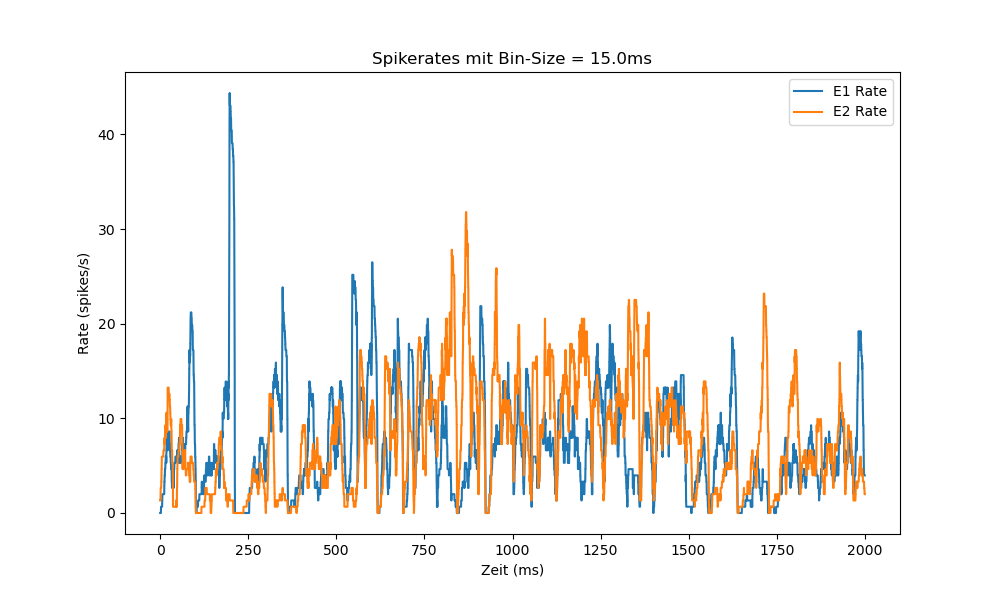 Spikerates mit Bin-Size = 15.0ms
E1 Rate
E2 Rate
Rate (spikes/s)
40
30
20
10
0
0 250 500 750 1000 1250 1500 1750 2000
Zeit (ms)